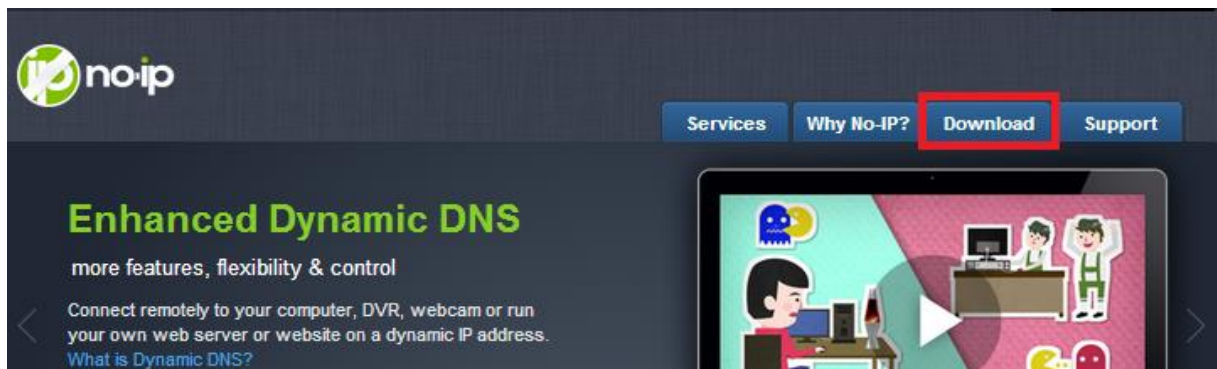 no·ip
Services Why No-IP? Download Support
Enhanced Dynamic DNS
more features, flexibility & control
Connect remotely to your computer, DVR, webcam or run
your own web server or website on a dynamic IP address.
What is Dynamic DNS?